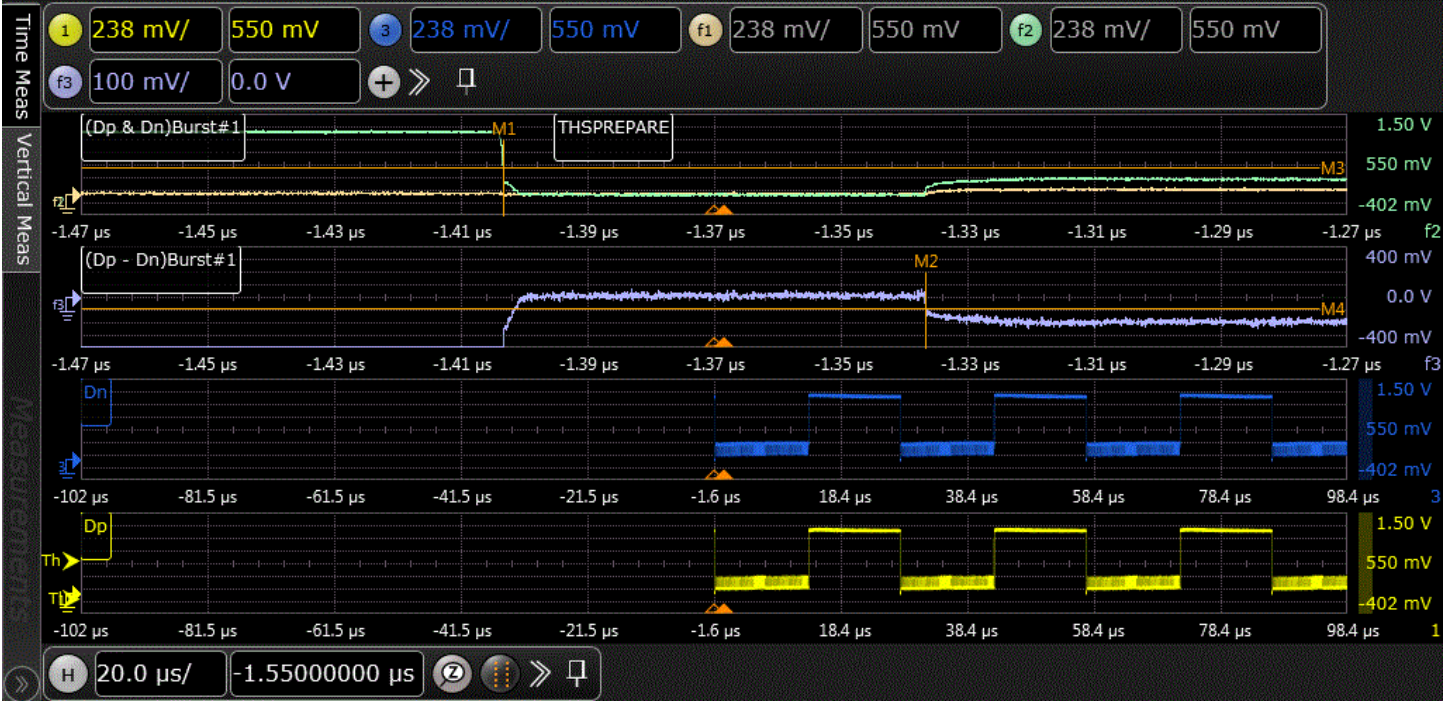 Time Meas
Vertical Meas
Measurements
1 238 mV/ 550 mV 3 238 mV/ 550 mV f1 238 mV/ 550 mV f2 238 mV/ 550 mV
f3 100 mV/ 0.0 V +
(Dp & Dn)Burst#1 M1 THSPREPARE 1.50 V
M3 550 mV
f2 -402 mV
-1.47 µs -1.45 µs -1.43 µs -1.41 µs -1.39 µs -1.37 µs -1.35 µs -1.33 µs -1.31 µs -1.29 µs -1.27 µs f2
(Dp - Dn)Burst#1 M2 400 mV
f3 0.0 V
M4
-400 mV
-1.47 µs -1.45 µs -1.43 µs -1.41 µs -1.39 µs -1.37 µs -1.35 µs -1.33 µs -1.31 µs -1.29 µs -1.27 µs f3
Dn 1.50 V
550 mV
3 -402 mV
-102 µs -81.5 µs -61.5 µs -41.5 µs -21.5 µs -1.6 µs 18.4 µs 38.4 µs 58.4 µs 78.4 µs 98.4 µs 3
Dp 1.50 V
Th 550 mV
-402 mV
-102 µs -81.5 µs -61.5 µs -41.5 µs -21.5 µs -1.6 µs 18.4 µs 38.4 µs 58.4 µs 78.4 µs 98.4 µs 1
H 20.0 µs/ -1.55000000 µs Z